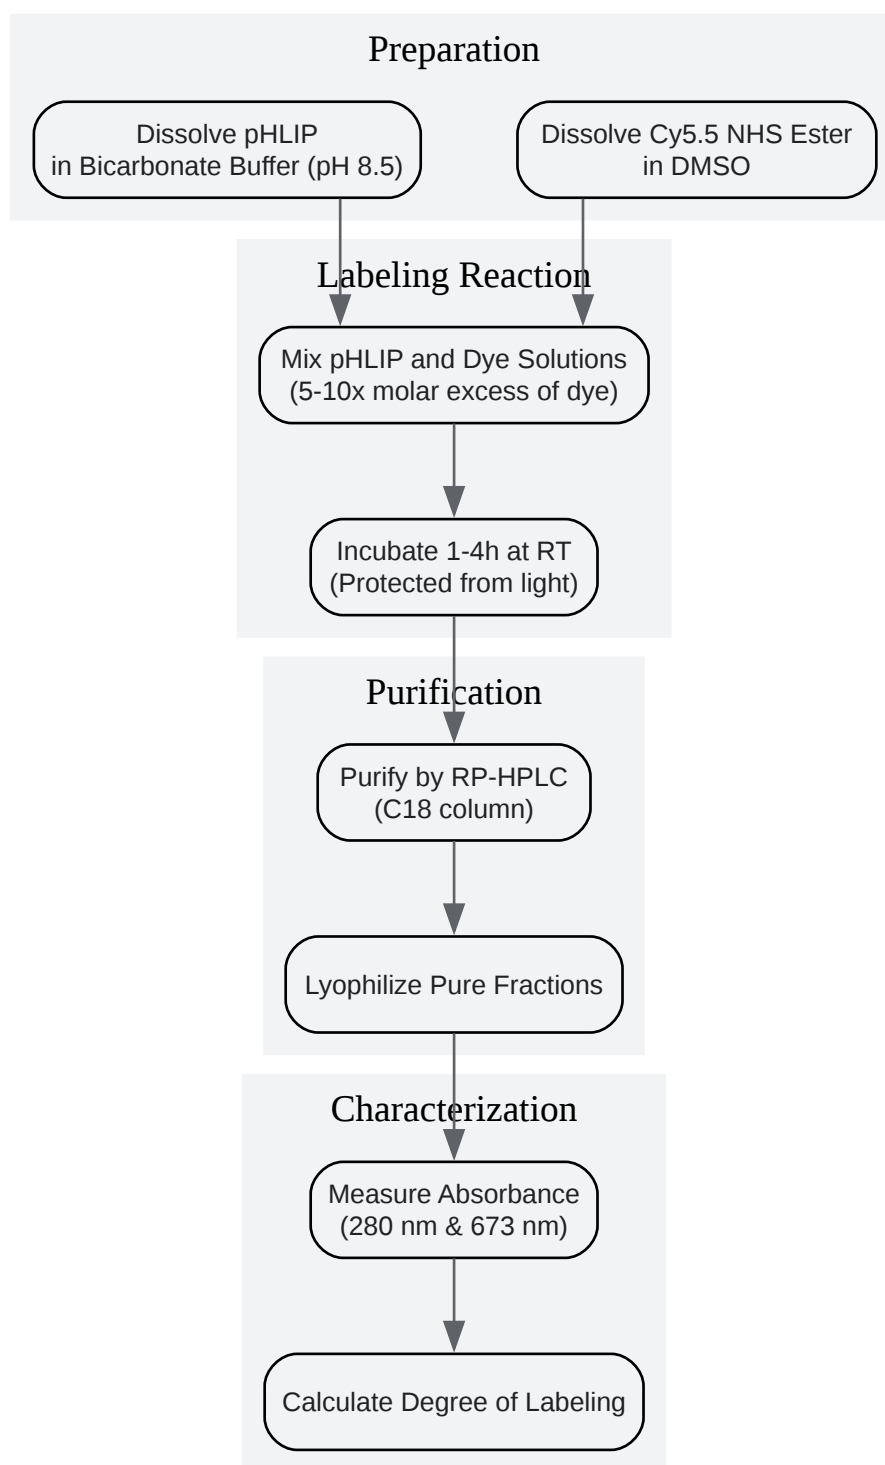 Preparation
Dissolve pHLIP
in Bicarbonate Buffer (pH 8.5)
Dissolve Cy5.5 NHS Ester
in DMSO
Labeling Reaction
Mix pHLIP and Dye Solutions
(5-10x molar excess of dye)
Incubate 1-4h at RT
(Protected from light)
Purification
Purify by RP-HPLC
(C18 column)
Lyophilize Pure Fractions
Characterization
Measure Absorbance
(280 nm & 673 nm)
Calculate Degree of Labeling